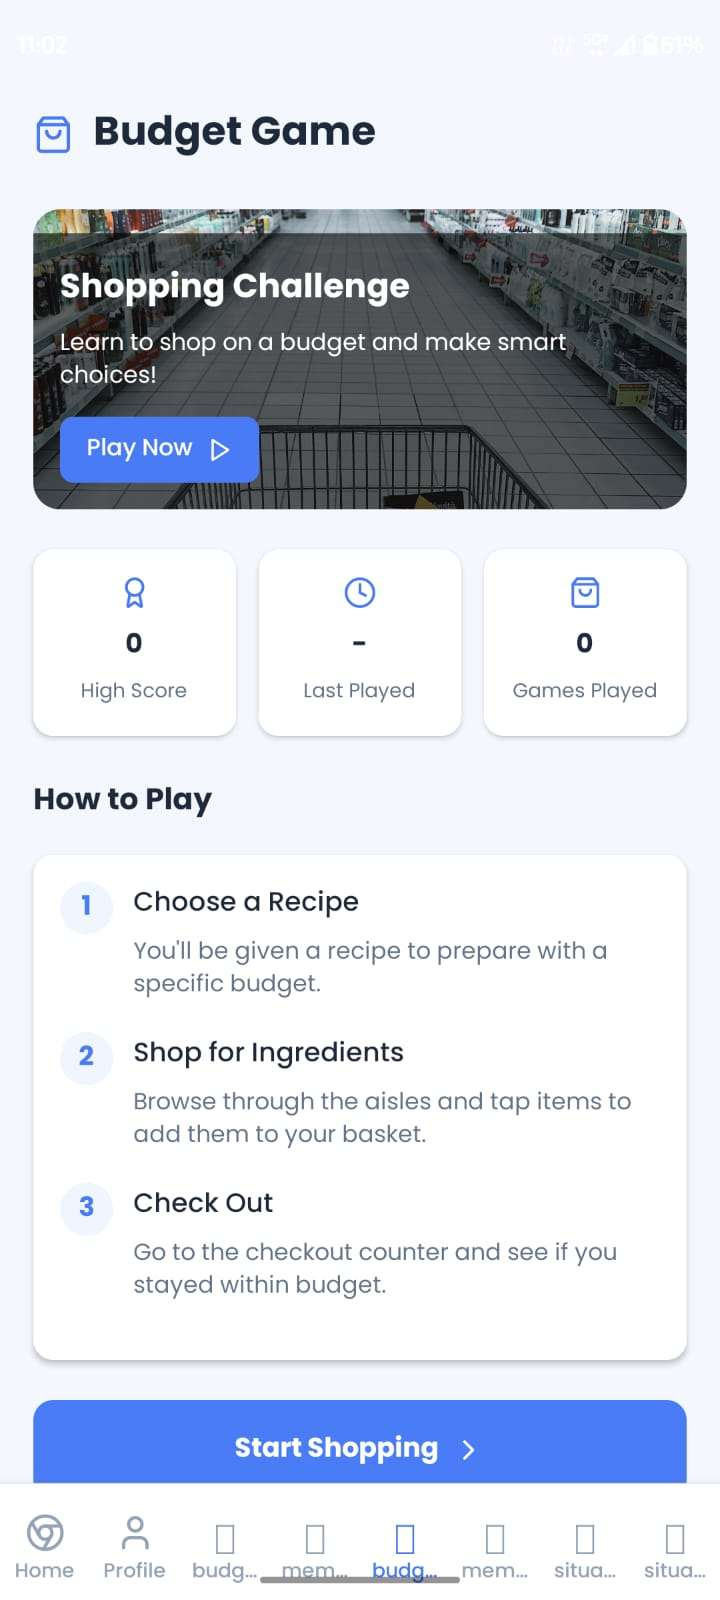 11:02
51%
Budget Game
Shopping Challenge
Learn to shop on a budget and make smart
choices!
Play Now
0
High Score
-
Last Played
0
Games Played
How to Play
1
Choose a Recipe
You'll be given a recipe to prepare with a
specific budget.
2
Shop for Ingredients
Browse through the aisles and tap items to
add them to your basket.
3
Check Out
Go to the checkout counter and see if you
stayed within budget.
Start Shopping
Home
Profile
budg...
mem...
budg...
mem...
situa...
situa...